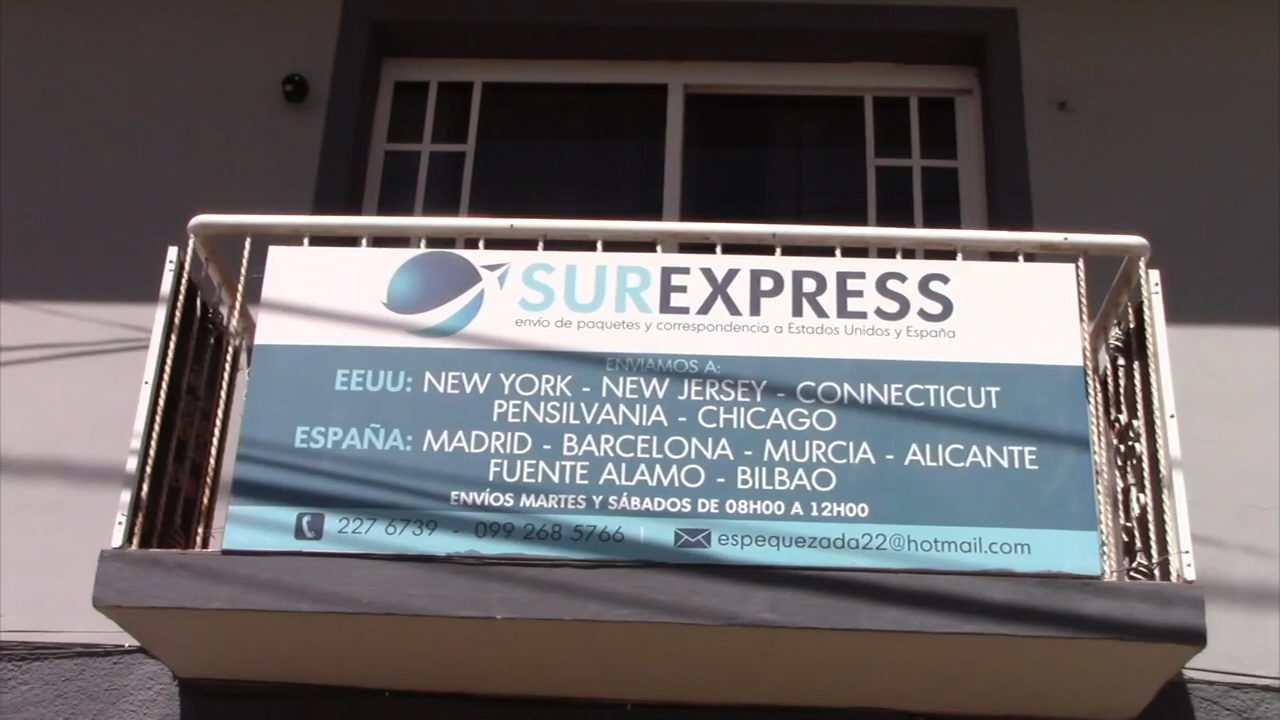 SUREXPRESS
envío de paquetes y correspondencia a Estados Unidos y España
ENVIAMOS A:
EEUU: NEW YORK - NEW JERSEY - CONNECTICUT
PENSILVANIA - CHICAGO
ESPAÑA: MADRID - BARCELONA - MURCIA - ALICANTE
FUENTE ALAMO - BILBAO
ENVÍOS MARTES Y SÁBADOS DE 08H00 A 12H00
227 6739 - 099 268 5766 | espequezada22@hotmail.com